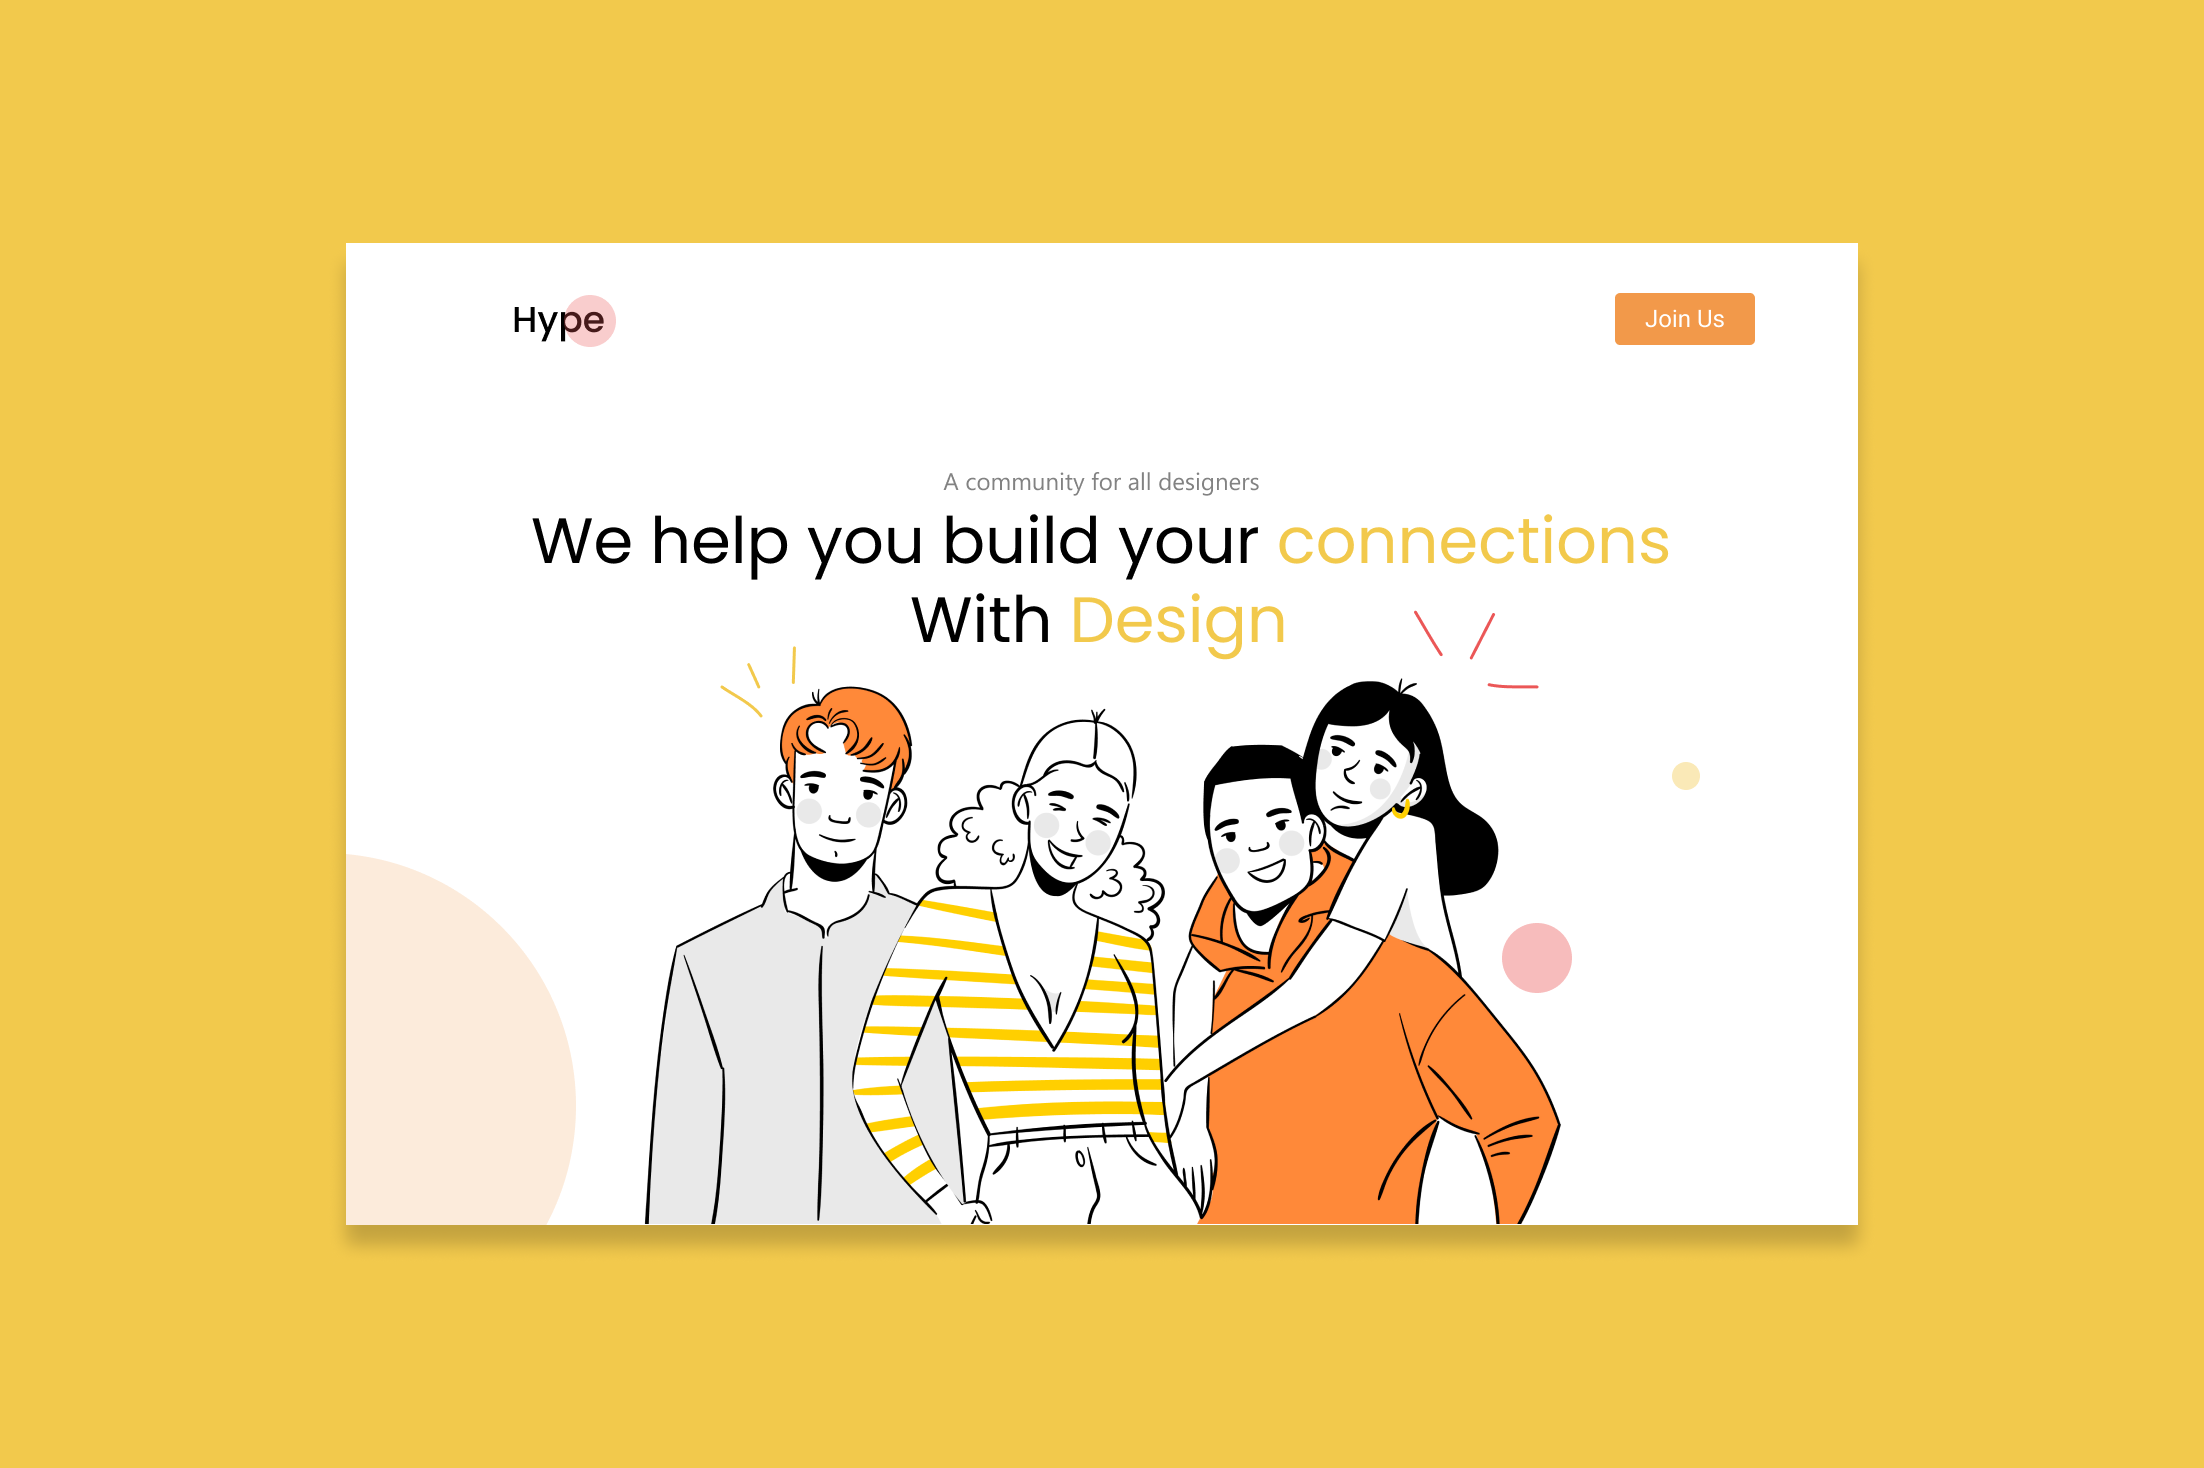 Hype
Join Us
A community for all designers
We help you build your connections
With Design